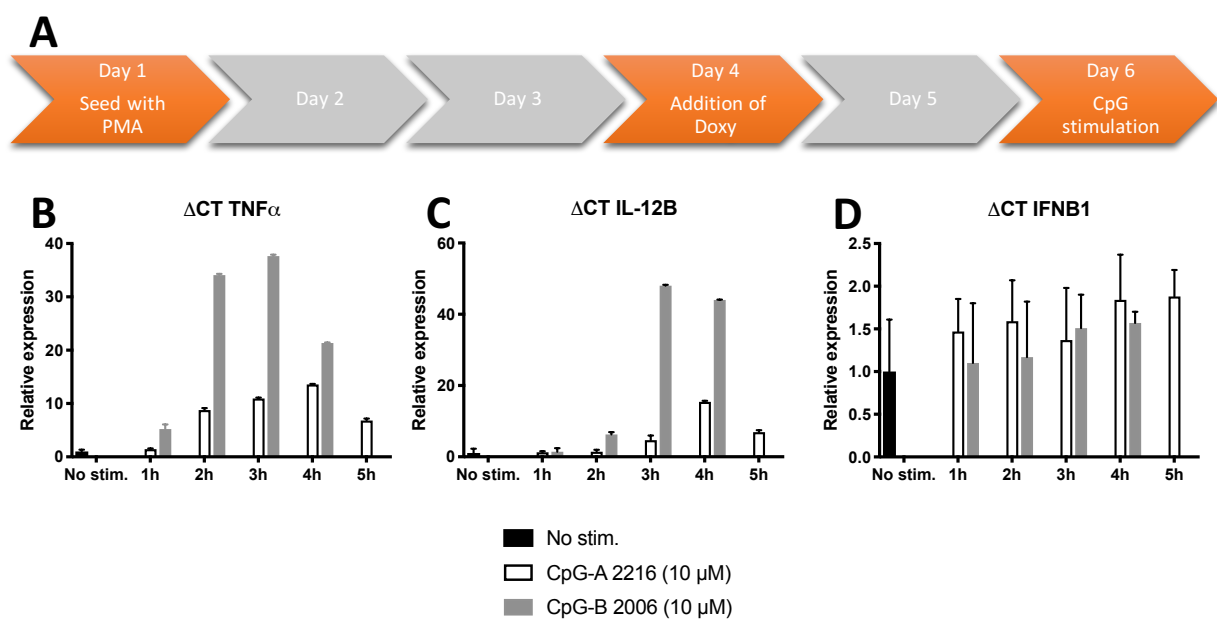 A
Day 1
Seed with
PMA
Day 2
Day 3
Day 4
Addition of
Doxy
Day 5
Day 6
CpG
stimulation
B
ΔCT TNFα
Relative expression
40
30
20
10
0
No stim. 1h 2h 3h 4h 5h
C
ΔCT IL-12B
Relative expression
60
40
20
0
No stim. 1h 2h 3h 4h 5h
D
ΔCT IFNB1
Relative expression
2.5
2.0
1.5
1.0
0.5
0.0
No stim. 1h 2h 3h 4h 5h
No stim.
CpG-A 2216 (10 µM)
CpG-B 2006 (10 µM)